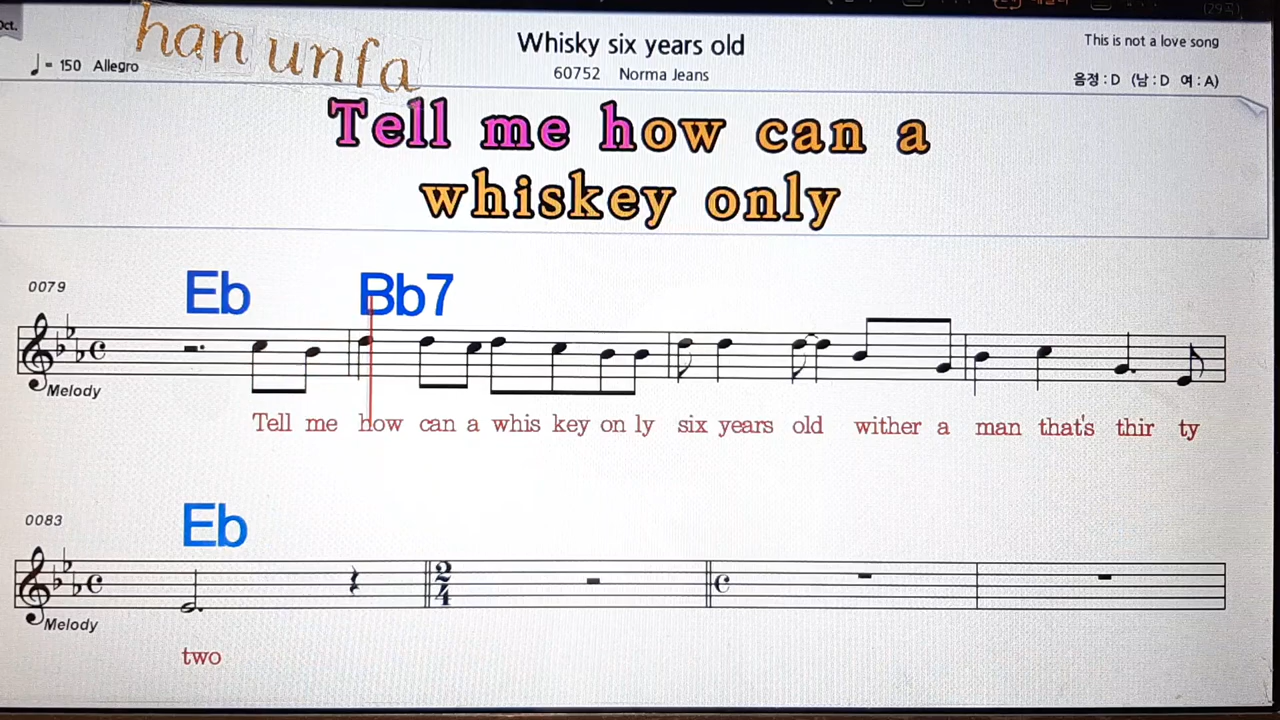 Oct.
han unfa
♩= 150 Allegro
Whisky six years old
60752 Norma Jeans
This is not a love song
음정 : D (남 : D 여 : A)
Tell me how can a
whiskey only
0079
Eb Bb7
Melody
Tell me how can a whis key on ly six years old wither a man that's thir ty
0083
Eb
2
4
Melody
two